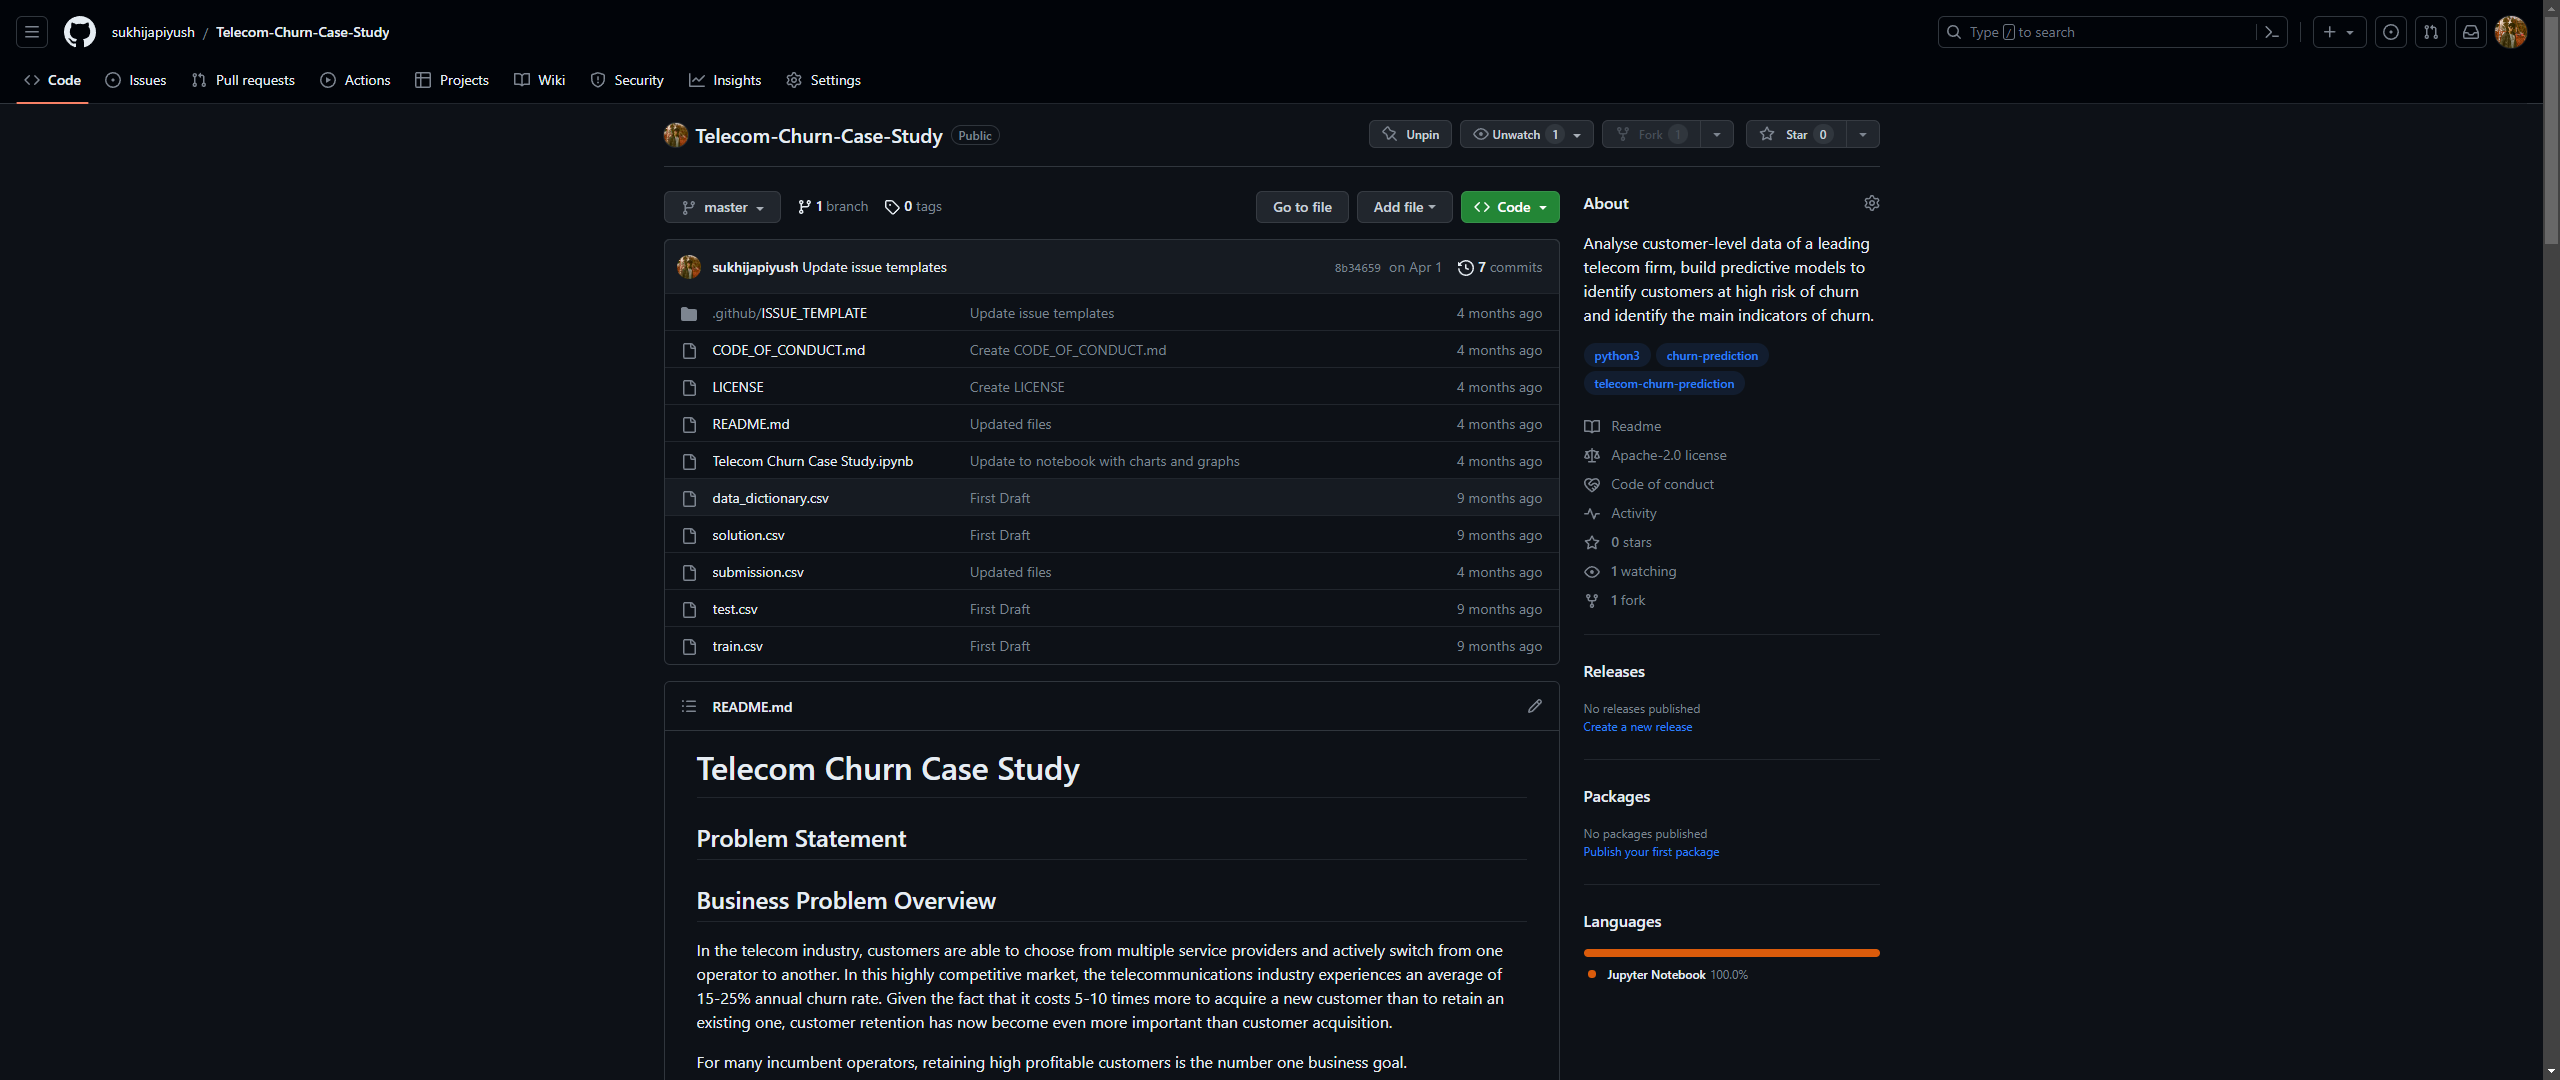 sukhijapiyush / Telecom-Churn-Case-Study
Type / to search
Code Issues Pull requests Actions Projects Wiki Security Insights Settings
Telecom-Churn-Case-Study Public
Unpin Unwatch 1 Fork 1 Star 0
master 1 branch 0 tags Go to file Add file Code
sukhijapiyush Update issue templates 8b34659 on Apr 1 7 commits
.github/ISSUE_TEMPLATE Update issue templates 4 months ago
CODE_OF_CONDUCT.md Create CODE_OF_CONDUCT.md 4 months ago
LICENSE Create LICENSE 4 months ago
README.md Updated files 4 months ago
Telecom Churn Case Study.ipynb Update to notebook with charts and graphs 4 months ago
data_dictionary.csv First Draft 9 months ago
solution.csv First Draft 9 months ago
submission.csv Updated files 4 months ago
test.csv First Draft 9 months ago
train.csv First Draft 9 months ago
README.md
Telecom Churn Case Study
Problem Statement
Business Problem Overview
In the telecom industry, customers are able to choose from multiple service providers and actively switch from one
operator to another. In this highly competitive market, the telecommunications industry experiences an average of
15-25% annual churn rate. Given the fact that it costs 5-10 times more to acquire a new customer than to retain an
existing one, customer retention has now become even more important than customer acquisition.
For many incumbent operators, retaining high profitable customers is the number one business goal.
About
Analyse customer-level data of a leading
telecom firm, build predictive models to
identify customers at high risk of churn
and identify the main indicators of churn.
python3 churn-prediction
telecom-churn-prediction
Readme
Apache-2.0 license
Code of conduct
Activity
0 stars
1 watching
1 fork
Releases
No releases published
Create a new release
Packages
No packages published
Publish your first package
Languages
Jupyter Notebook 100.0%